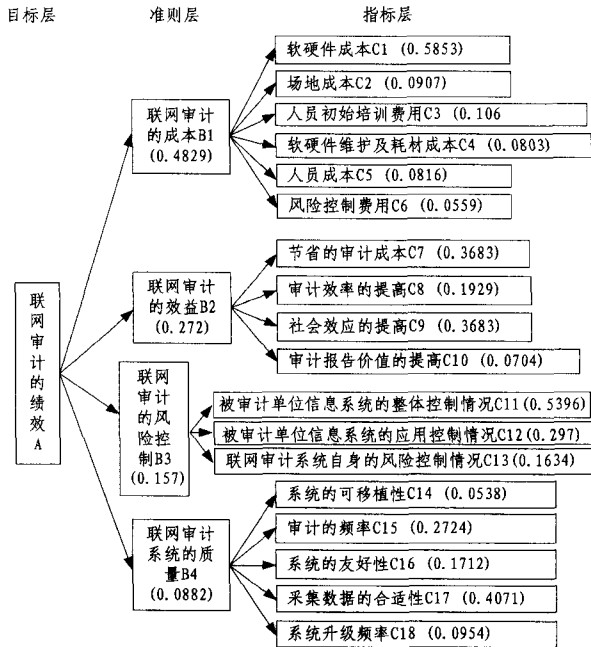 目标层 准则层 指标层
联网审计的绩效A
联网审计
的成本B1
(0.4829)
软硬件成本C1 (0.5853)
场地成本C2 (0.0907)
人员初始培训费用C3 (0.106
软硬件维护及耗材成本C4 (0.0803)
人员成本C5 (0.0816)
风险控制费用C6 (0.0559)
联网审计
的效益B2
(0.272)
节省的审计成本C7 (0.3683)
审计效率的提高C8 (0.1929)
社会效应的提高C9 (0.3683)
审计报告价值的提高C10 (0.0704)
联网
审计
的风
险控
制B3
(0.157)
被审计单位信息系统的整体控制情况C11(0.5396)
被审计单位信息系统的应用控制情况C12(0.297)
联网审计系统自身的风险控制情况C13(0.1634)
联网审计
系统的质
量B4
(0.0882)
系统的可移植性C14 (0.0538)
审计的频率C15 (0.2724)
系统的友好性C16 (0.1712)
采集数据的合适性C17 (0.4071)
系统升级频率C18 (0.0954)